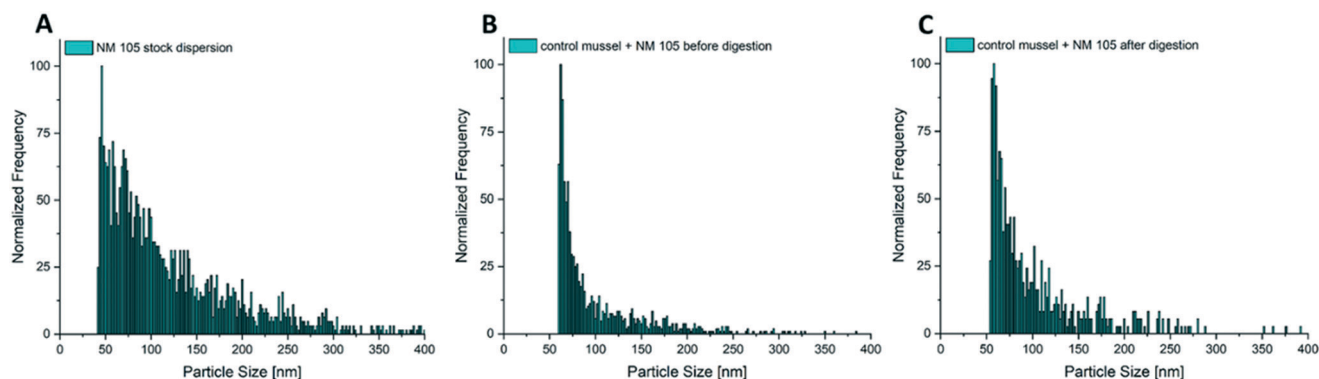 A
NM 105 stock dispersion
100
75
50
25
0
Normalized Frequency
0 50 100 150 200 250 300 350 400
Particle Size [nm]
B
control mussel + NM 105 before digestion
100
75
50
25
0
Normalized Frequency
0 50 100 150 200 250 300 350 400
Particle Size [nm]
C
control mussel + NM 105 after digestion
100
75
50
25
0
Normalized Frequency
0 50 100 150 200 250 300 350 400
Particle Size [nm]